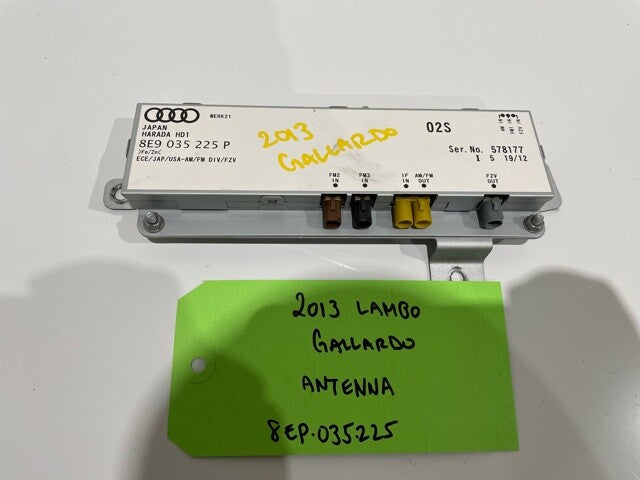 WERK21
JAPAN
HARADA HD1
8E9 035 225 P
ECE/JAP/USA-AM/FM DIV/FZV
2013
GALLARDO
02S
Ser.No. 578177
I 5 19/12
FM2
IN
FM3
IN
IF
IN
AM/FM
OUT
FZV
OUT
2013 LAMBO
GALLARDO
ANTENNA
8EP.035.225